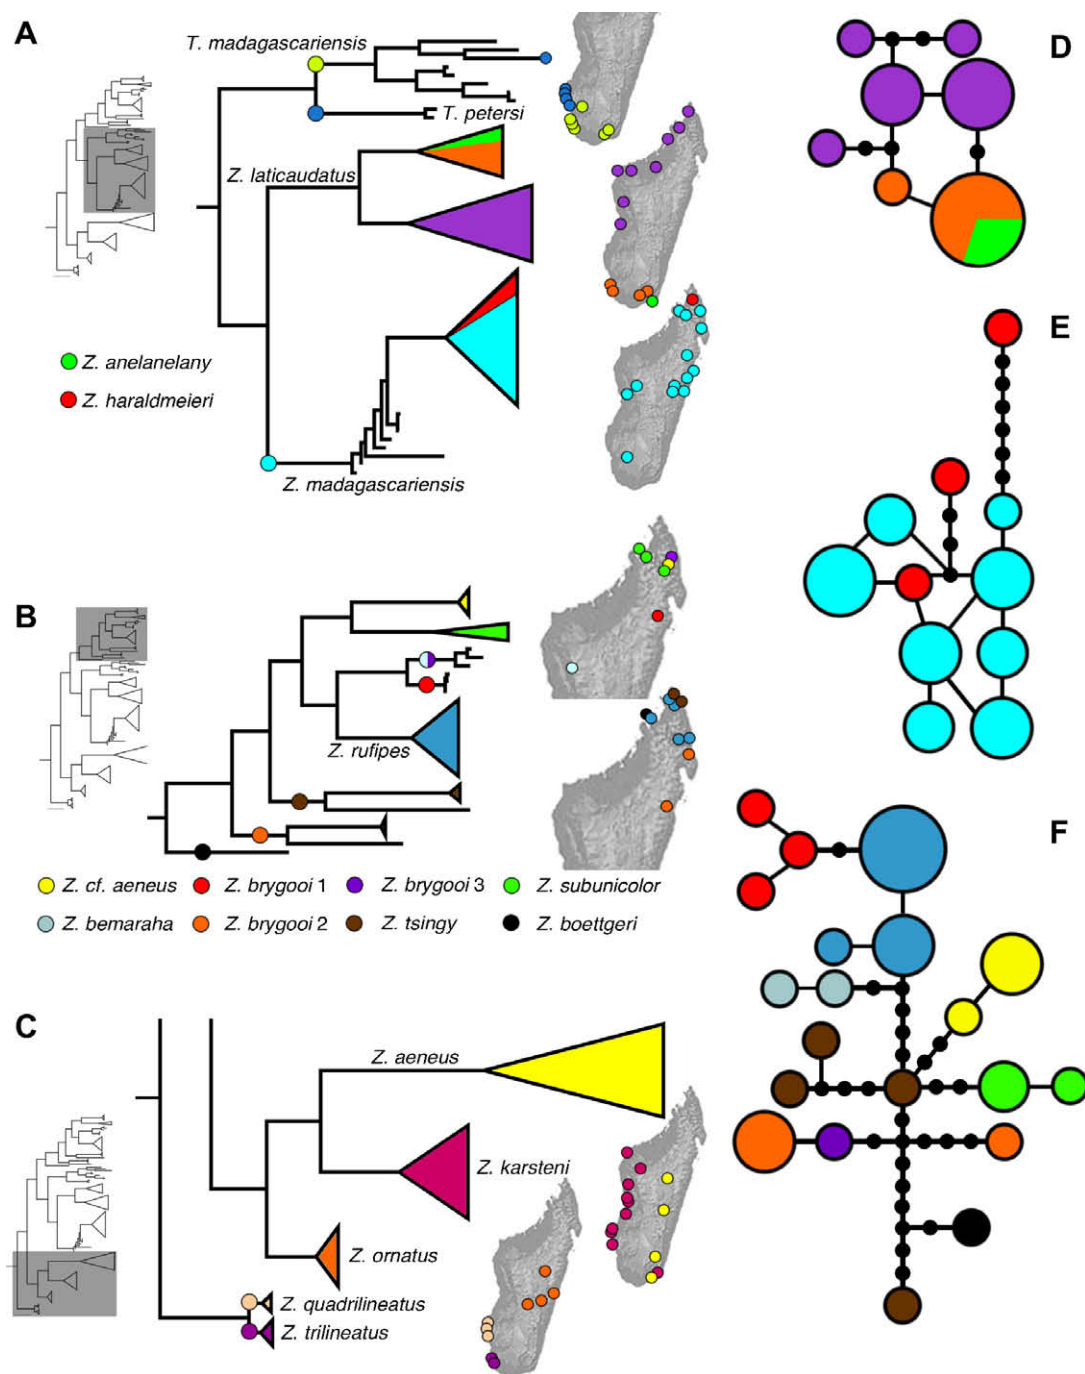 A
T. madagascariensis
T. petersi
Z. laticaudatus
Z. anelanelany
Z. haraldmeieri
Z. madagascariensis
D
E
B
Z. rufipes
Z. cf. aeneus
Z. brygooi 1
Z. brygooi 3
Z. subunicolor
Z. bemaraha
Z. brygooi 2
Z. tsingy
Z. boettgeri
F
C
Z. aeneus
Z. karsteni
Z. ornatus
Z. quadrilineatus
Z. trilineatus